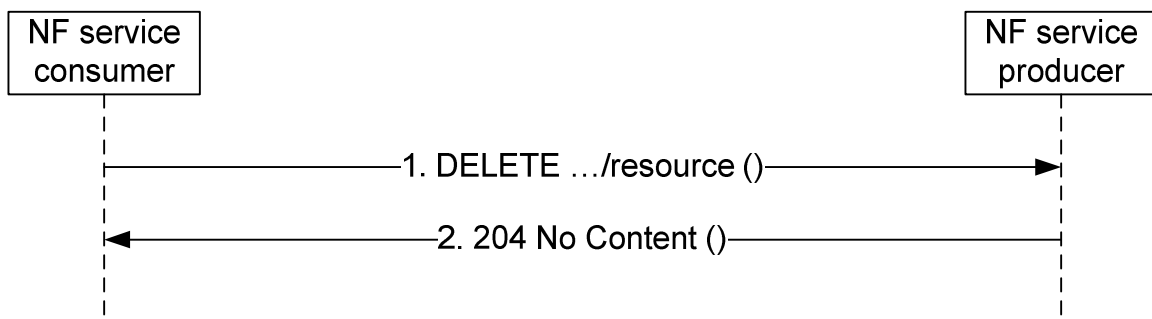 NF service
consumer
NF service
producer
1. DELETE …/resource ()
2. 204 No Content ()